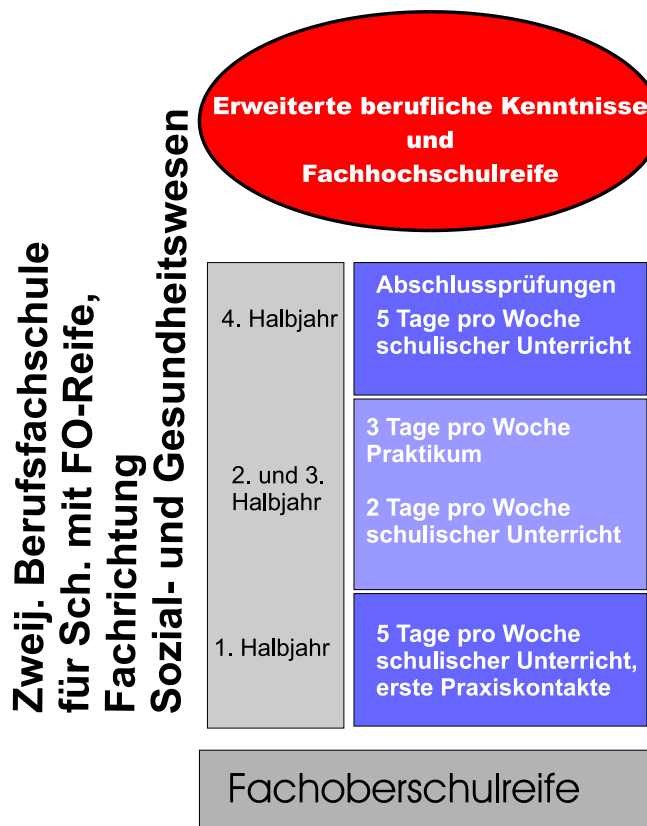 Zweij. Berufsfachschule
für Sch. mit FO-Reife,
Fachrichtung
Sozial- und Gesundheitswesen
Erweiterte berufliche Kenntnisse
und
Fachhochschulreife
4. Halbjahr
Abschlussprüfungen
5 Tage pro Woche
schulischer Unterricht
2. und 3.
Halbjahr
3 Tage pro Woche
Praktikum
2 Tage pro Woche
schulischer Unterricht
1. Halbjahr
5 Tage pro Woche
schulischer Unterricht,
erste Praxiskontakte
Fachoberschulreife